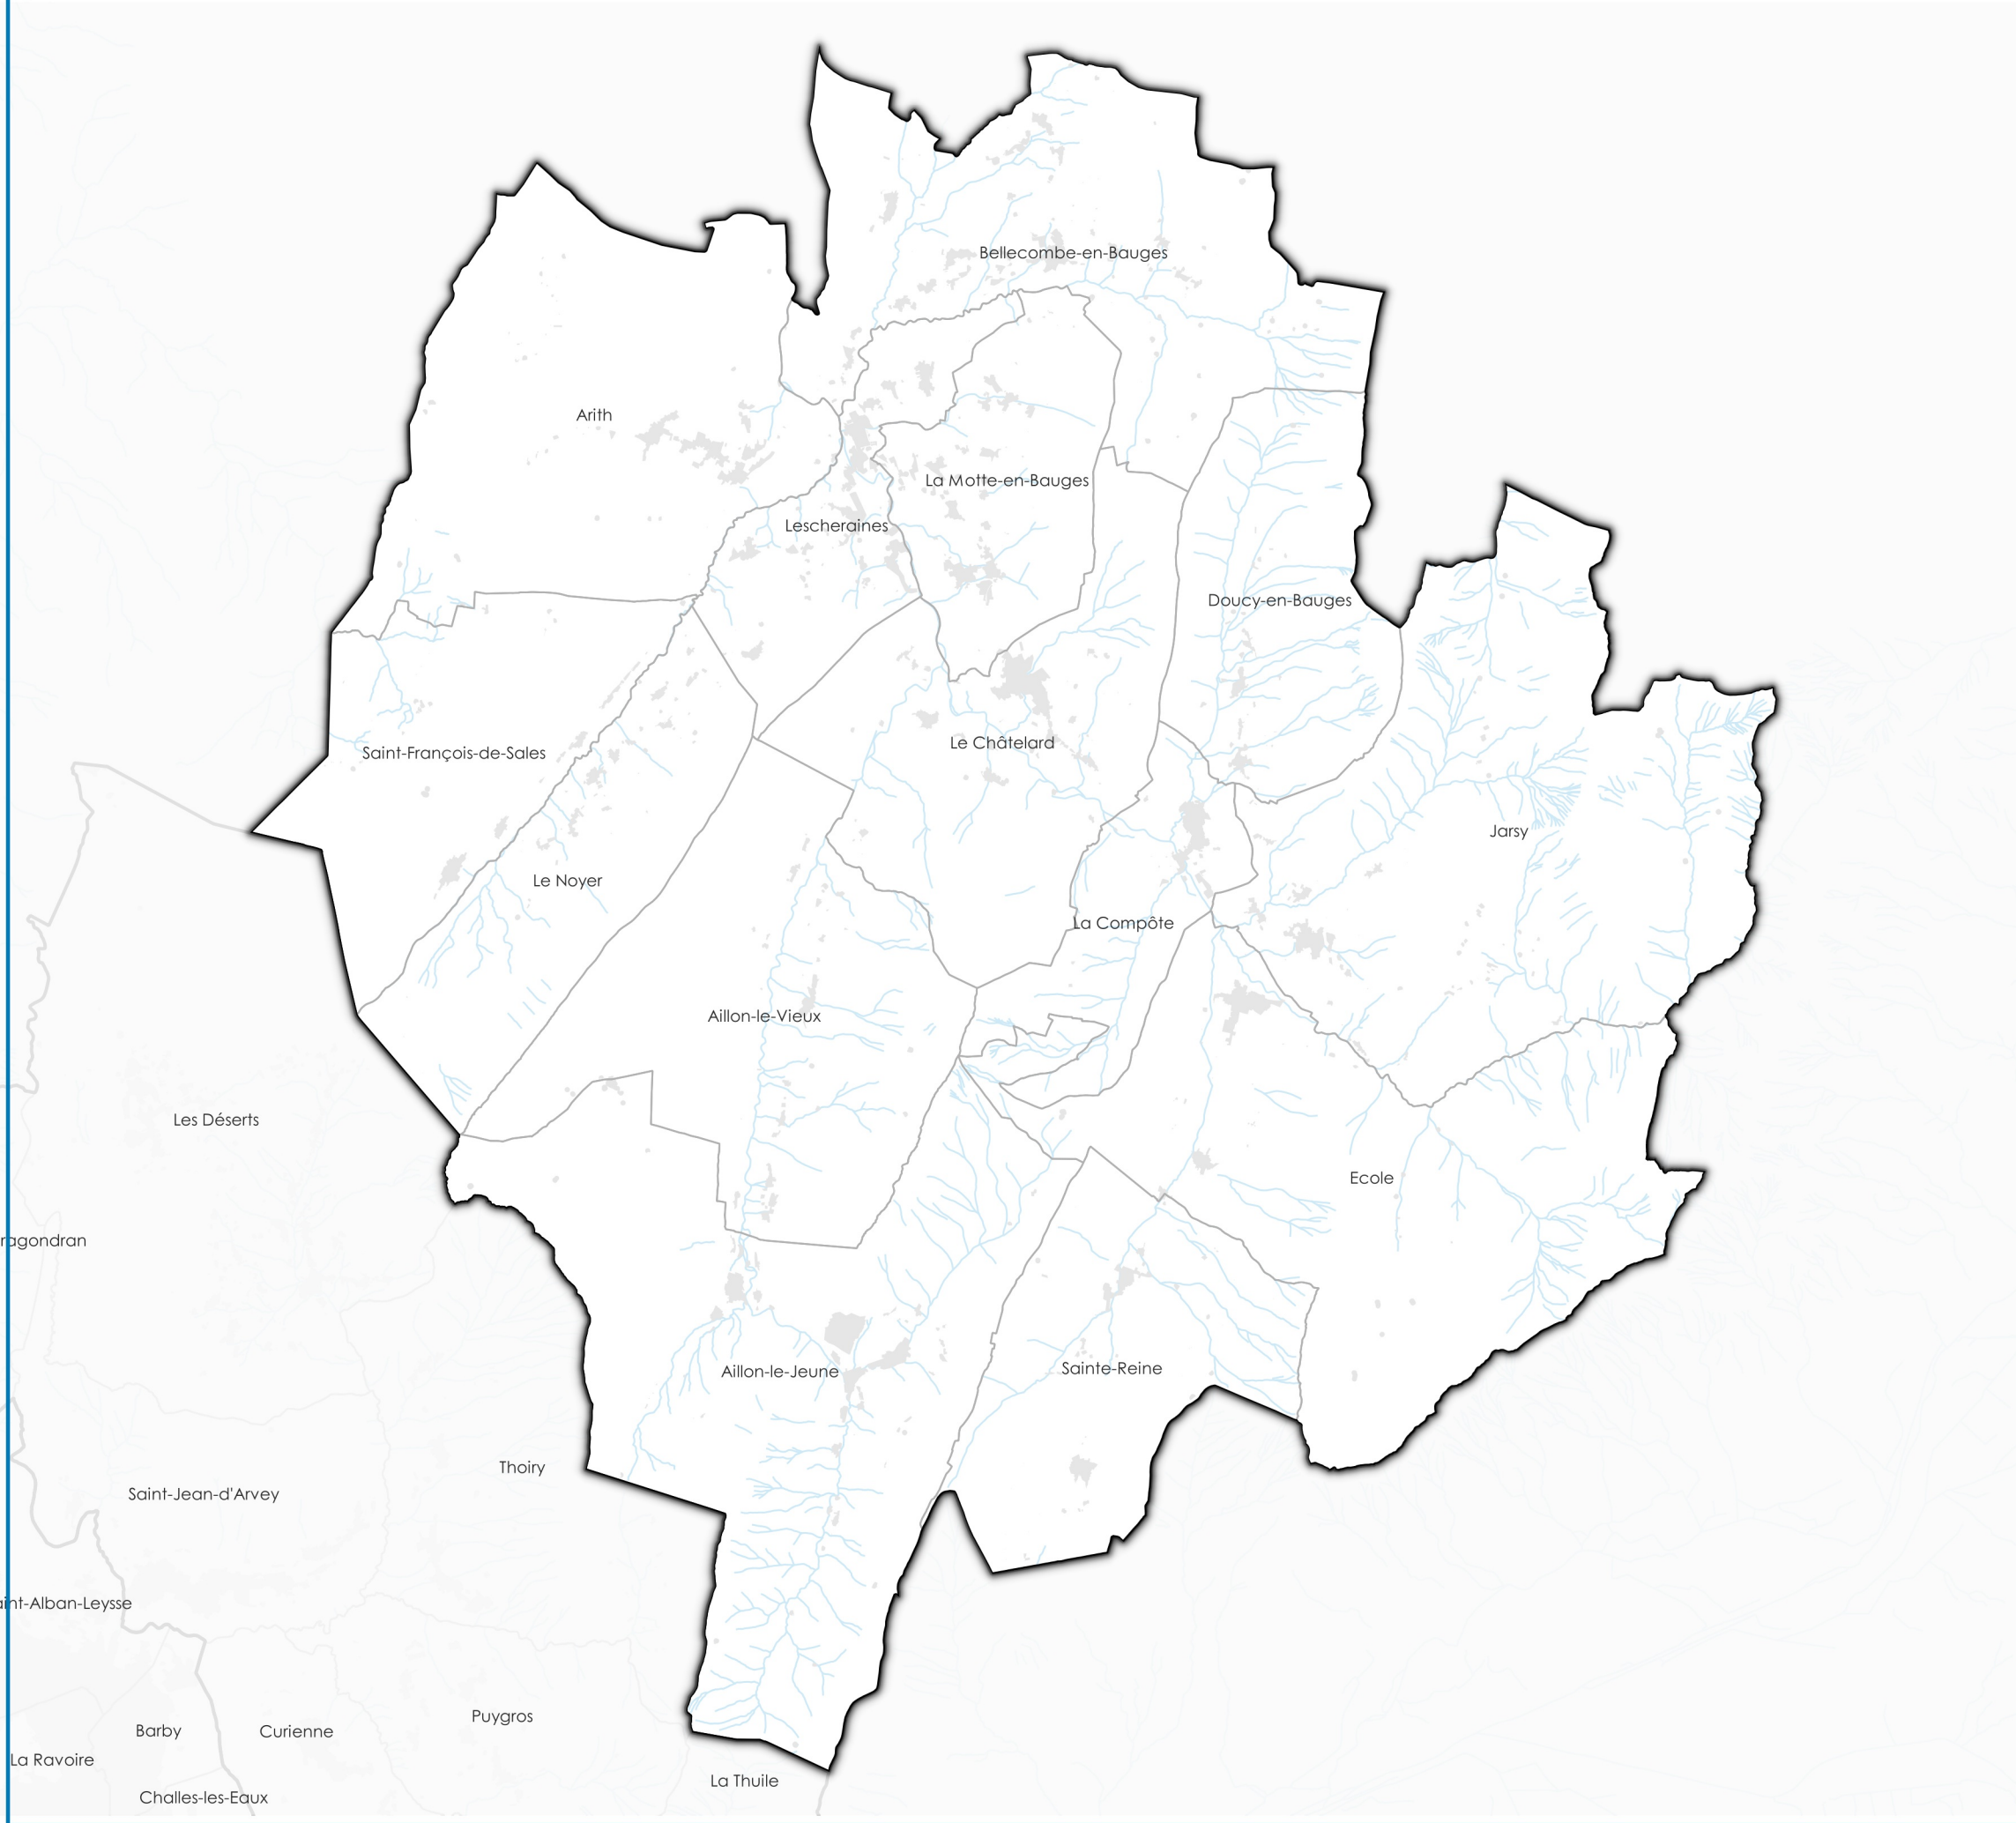 Bellecombe-en-Bauges
Arith
La Motte-en-Bauges
Lescheraines
Doucy-en-Bauges
Le Châtelard
Saint-François-de-Sales
Jarsy
Le Noyer
La Compôte
Aillon-le-Vieux
Les Déserts
Ecole
ragondran
Sainte-Reine
Aillon-le-Jeune
Thoiry
Saint-Jean-d'Arvey
aint-Alban-Leysse
Puygros
Barby
Curienne
La Ravoire
La Thuile
Challes-les-Eaux